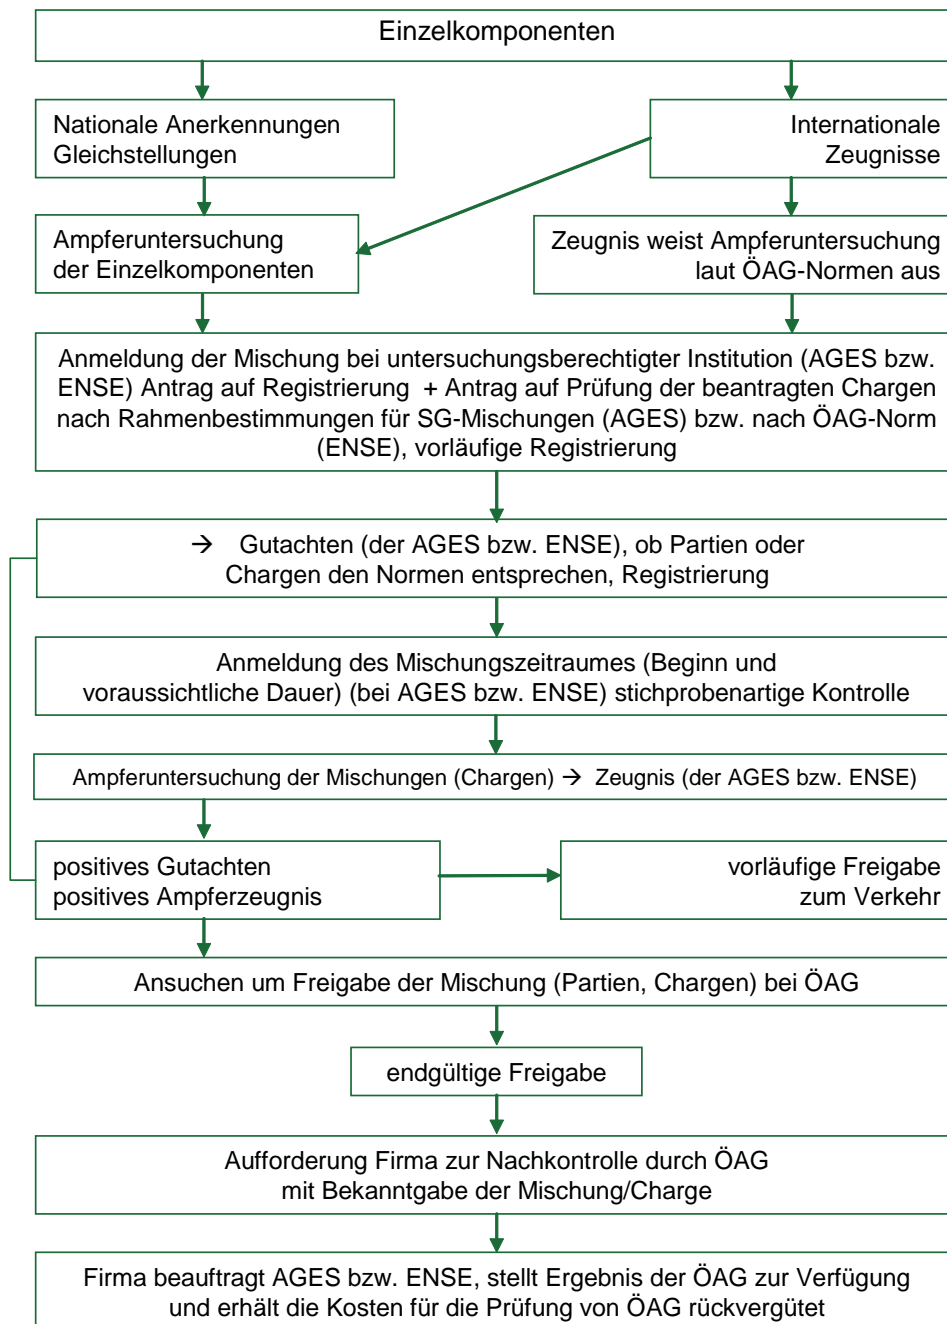 Einzelkomponenten
Nationale Anerkennungen
Gleichstellungen
Internationale
Zeugnisse
Ampferuntersuchung
der Einzelkomponenten
Zeugnis weist Ampferuntersuchung
laut ÖAG-Normen aus
Anmeldung der Mischung bei untersuchungsberechtigter Institution (AGES bzw.
ENSE) Antrag auf Registrierung + Antrag auf Prüfung der beantragten Chargen
nach Rahmenbestimmungen für SG-Mischungen (AGES) bzw. nach ÖAG-Norm
(ENSE), vorläufige Registrierung
→ Gutachten (der AGES bzw. ENSE), ob Partien oder
Chargen den Normen entsprechen, Registrierung
Anmeldung des Mischungszeitraumes (Beginn und
voraussichtliche Dauer) (bei AGES bzw. ENSE) stichprobenartige Kontrolle
Ampferuntersuchung der Mischungen (Chargen) → Zeugnis (der AGES bzw. ENSE)
positives Gutachten
positives Ampferzeugnis
vorläufige Freigabe
zum Verkehr
Ansuchen um Freigabe der Mischung (Partien, Chargen) bei ÖAG
endgültige Freigabe
Aufforderung Firma zur Nachkontrolle durch ÖAG
mit Bekanntgabe der Mischung/Charge
Firma beauftragt AGES bzw. ENSE, stellt Ergebnis der ÖAG zur Verfügung
und erhält die Kosten für die Prüfung von ÖAG rückvergütet